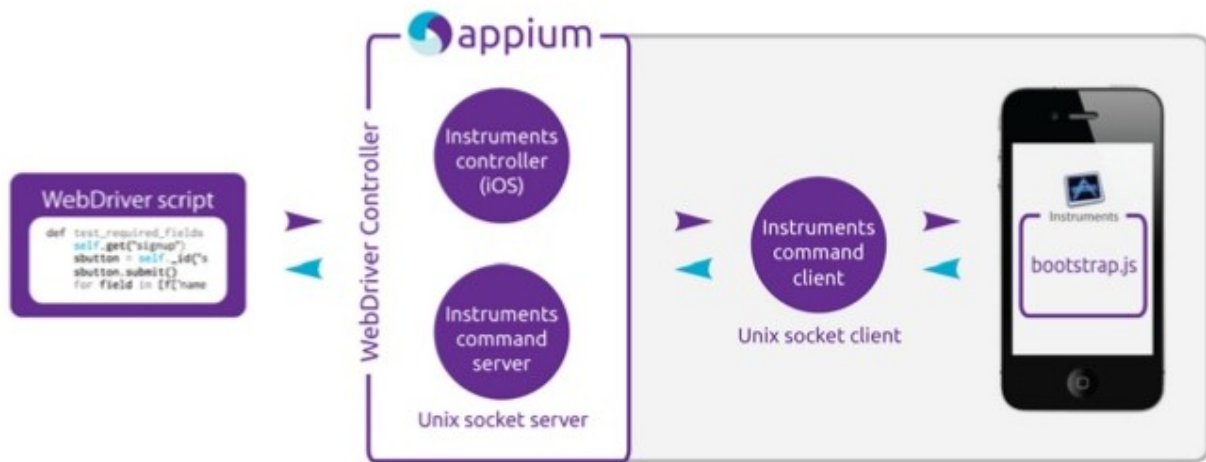 appium
WebDriver script
def test_required_fields
self.get("signup")
sbutton = self._id("s
sbutton.submit()
for field in [f["name
WebDriver Controller
Instruments
controller
(iOS)
Instruments
command
server
Unix socket server
Instruments
command
client
Unix socket client
Instruments
bootstrap.js